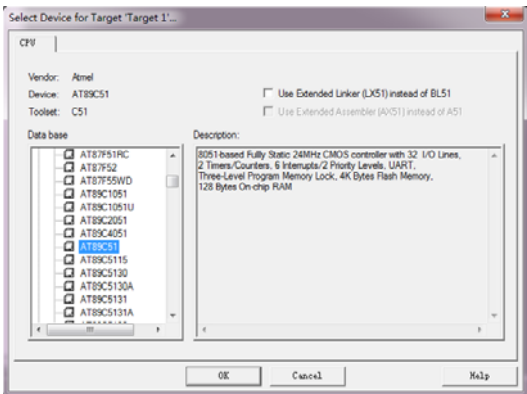 Select Device for Target 'Target 1'...
CPU
Vendor: Atmel
Device: AT89C51
Toolset: C51
Use Extended Linker (LX51) instead of BL51
Use Extended Assembler (AX51) instead of A51
Data base
Description:
AT87F51RC
AT87F52
AT87F55WD
AT89C1051
AT89C1051U
AT89C2051
AT89C4051
AT89C51
AT89C5115
AT89C5130
AT89C5130A
AT89C5131
AT89C5131A
8051-based Fully Static 24MHz CMOS controller with 32 I/O Lines,
2 Timers/Counters, 6 Interrupts/2 Priority Levels, UART,
Three-Level Program Memory Lock, 4K Bytes Flash Memory,
128 Bytes On-chip RAM
OK
Cancel
Help